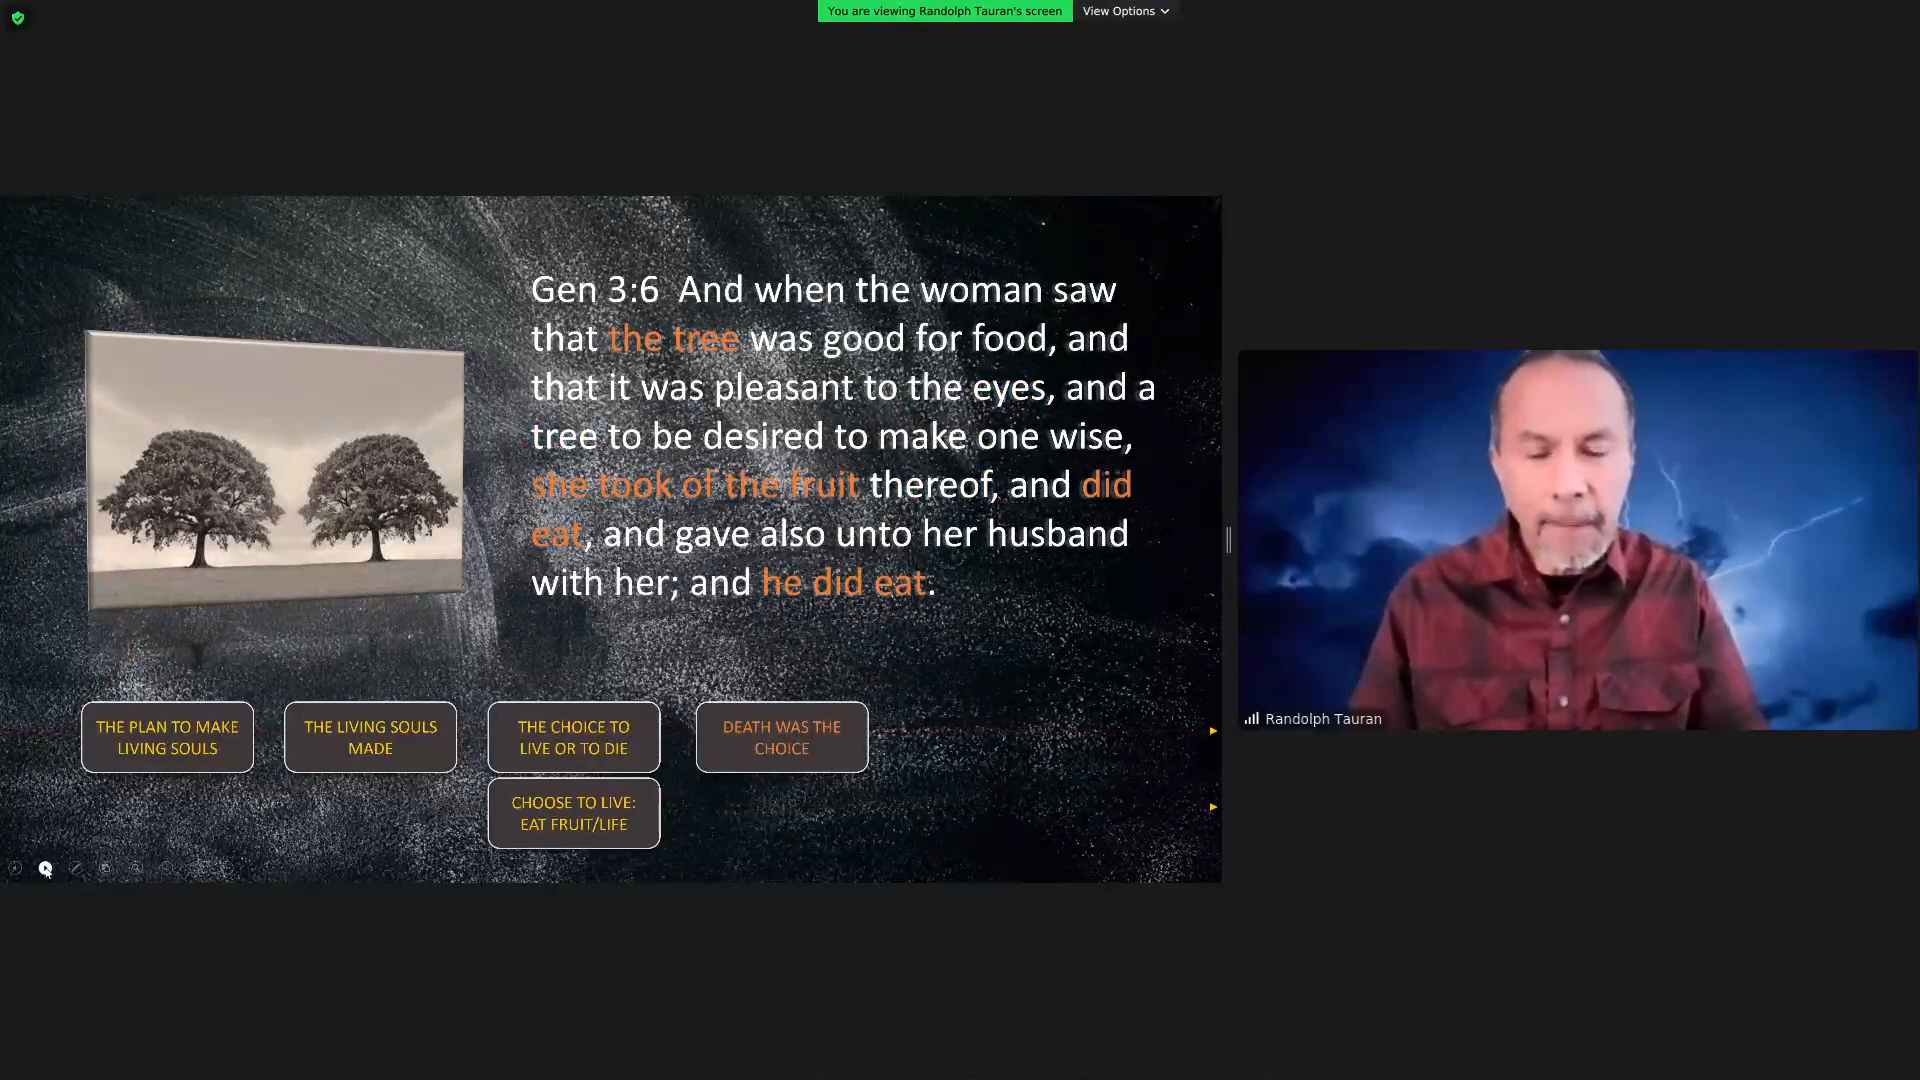 You are viewing Randolph Tauran's screen
View Options
Gen 3:6  And when the woman saw
that the tree was good for food, and
that it was pleasant to the eyes, and a
tree to be desired to make one wise,
she took of the fruit thereof, and did
eat, and gave also unto her husband
with her; and he did eat.
THE PLAN TO MAKE
LIVING SOULS
THE LIVING SOULS
MADE
THE CHOICE TO
LIVE OR TO DIE
DEATH WAS THE
CHOICE
CHOOSE TO LIVE:
EAT FRUIT/LIFE
Randolph Tauran